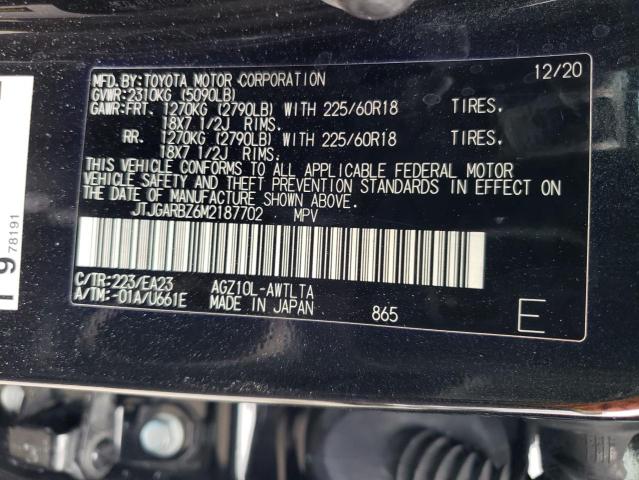 MFD.BY:TOYOTA MOTOR CORPORATION 12/20
GVWR:2310KG (5090LB)
GAWR:FRT. 1270KG (2790LB) WITH 225/60R18 TIRES,
18X7 1/2J RIMS.
RR. 1270KG (2790LB) WITH 225/60R18 TIRES,
18X7 1/2J RIMS.
THIS VEHICLE CONFORMS TO ALL APPLICABLE FEDERAL MOTOR
VEHICLE SAFETY AND THEFT PREVENTION STANDARDS IN EFFECT ON
THE DATE OF MANUFACTURE SHOWN ABOVE.
JTJGARBZ6M2187702 MPV
C/TR:223/EA23 AGZ10L-AWTLTA
A/TM:-01A/U661E MADE IN JAPAN 865 E
78191